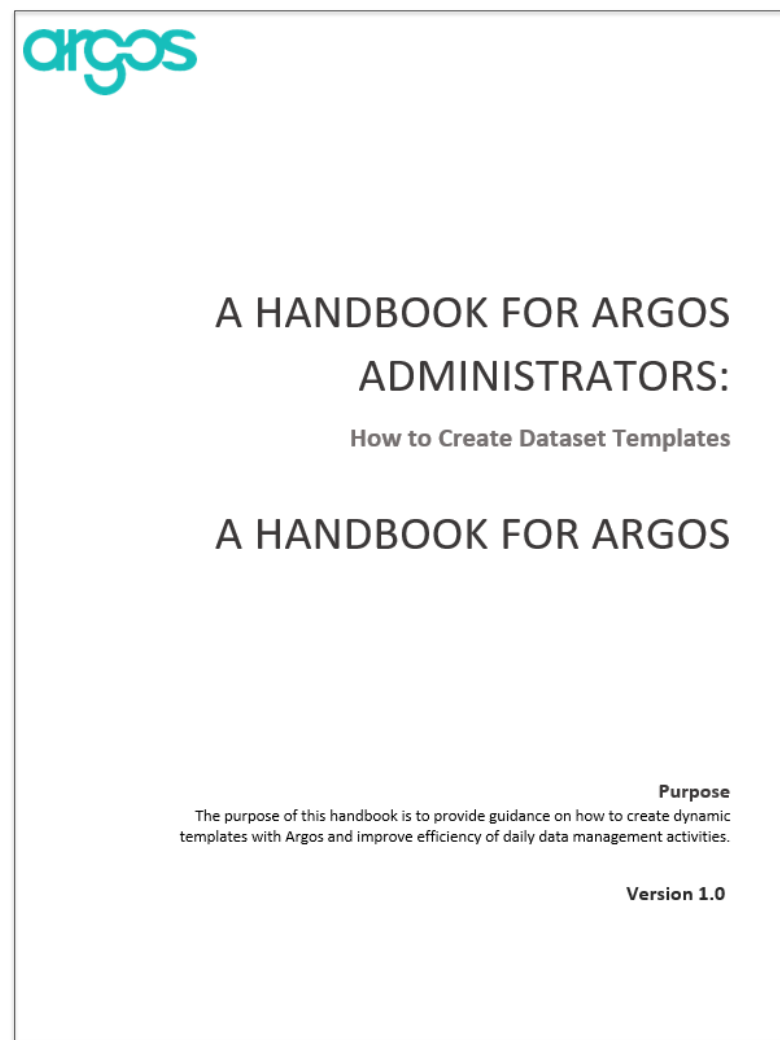 argos
A HANDBOOK FOR ARGOS
ADMINISTRATORS:
How to Create Dataset Templates
A HANDBOOK FOR ARGOS
Purpose
The purpose of this handbook is to provide guidance on how to create dynamic
templates with Argos and improve efficiency of daily data management activities.
Version 1.0